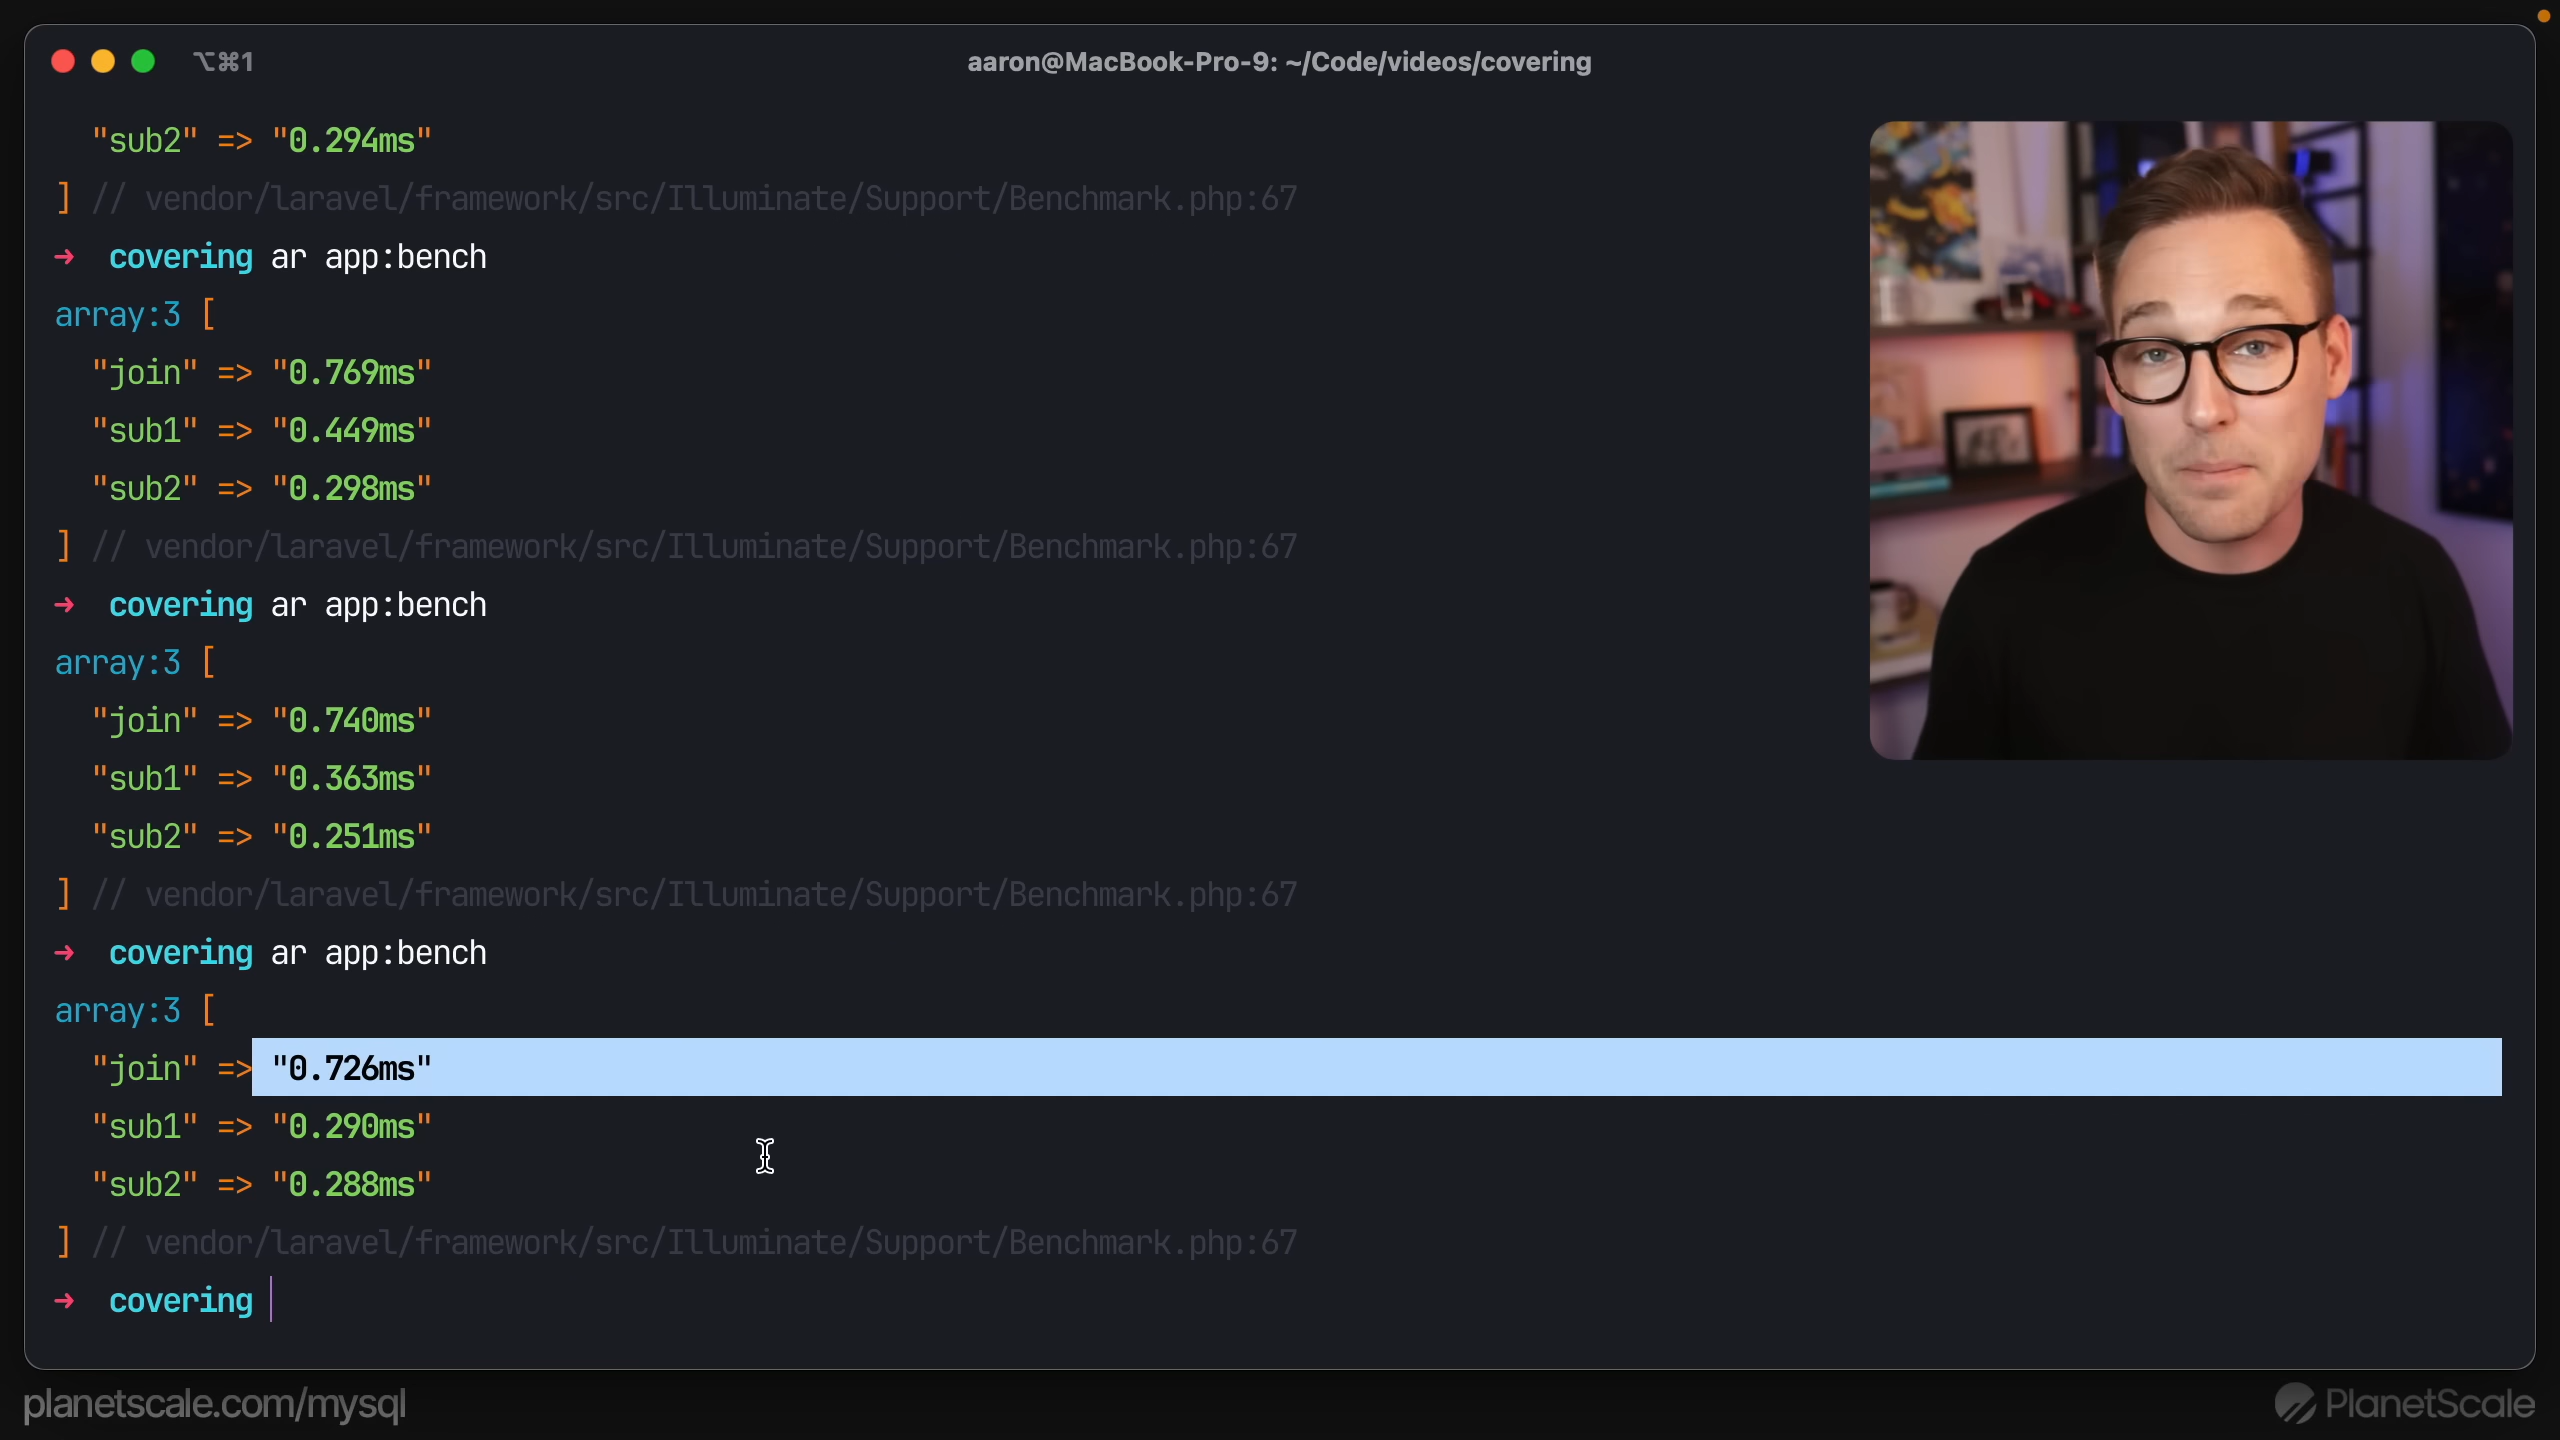 ⌥⌘1
aaron@MacBook-Pro-9: ~/Code/videos/covering
"sub2" => "0.294ms"
] // vendor/laravel/framework/src/Illuminate/Support/Benchmark.php:67
→ covering ar app:bench
array:3 [
"join" => "0.769ms"
"sub1" => "0.449ms"
"sub2" => "0.298ms"
] // vendor/laravel/framework/src/Illuminate/Support/Benchmark.php:67
→ covering ar app:bench
array:3 [
"join" => "0.740ms"
"sub1" => "0.363ms"
"sub2" => "0.251ms"
] // vendor/laravel/framework/src/Illuminate/Support/Benchmark.php:67
→ covering ar app:bench
array:3 [
"join" => "0.726ms"
"sub1" => "0.290ms"
"sub2" => "0.288ms"
] // vendor/laravel/framework/src/Illuminate/Support/Benchmark.php:67
→ covering
planetscale.com/mysql
PlanetScale